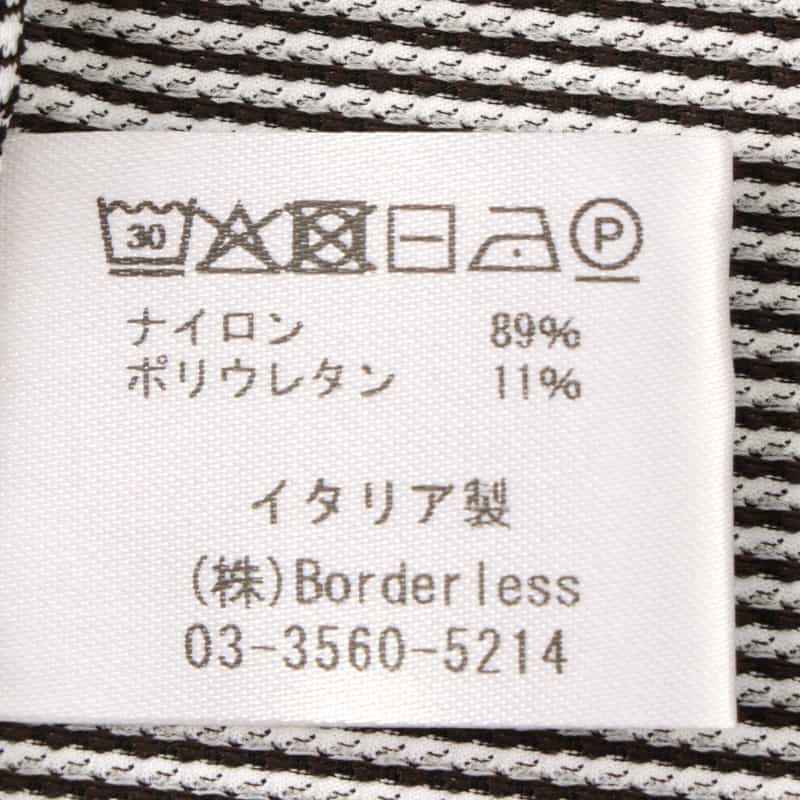 30 P
ナイロン 89%
ポリウレタン 11%
イタリア製
(株)Borderless
03-3560-5214